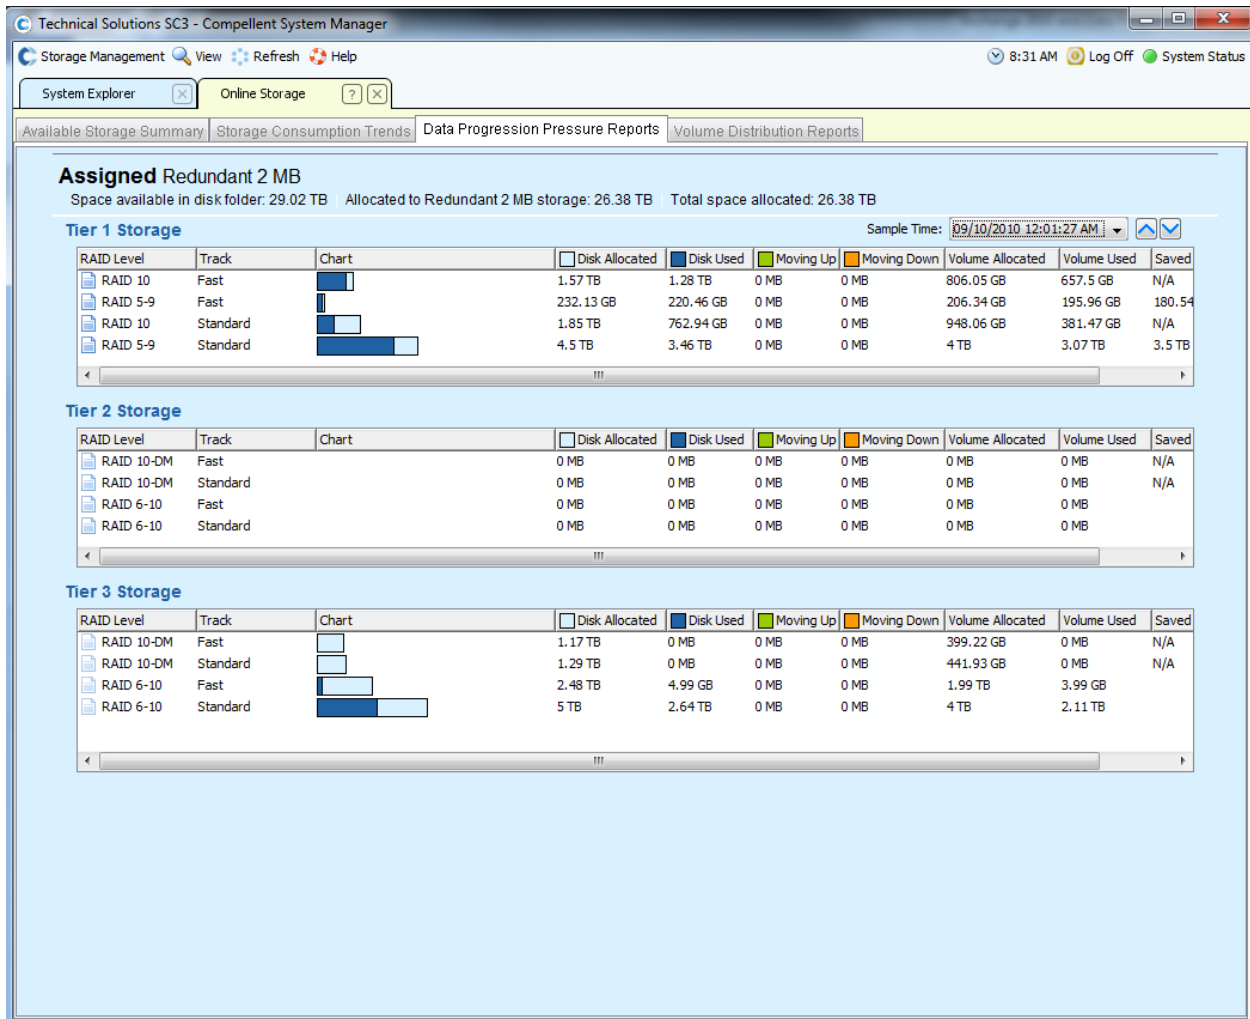 Technical Solutions SC3 - Compellent System Manager
Storage Management View Refresh Help 8:31 AM Log Off System Status
System Explorer Online Storage ?
Available Storage Summary Storage Consumption Trends Data Progression Pressure Reports Volume Distribution Reports
Assigned Redundant 2 MB
Space available in disk folder: 29.02 TB Allocated to Redundant 2 MB storage: 26.38 TB Total space allocated: 26.38 TB
Tier 1 Storage Sample Time: 09/10/2010 12:01:27 AM
RAID Level Track Chart Disk Allocated Disk Used Moving Up Moving Down Volume Allocated Volume Used Saved
RAID 10 Fast 1.57 TB 1.28 TB 0 MB 0 MB 806.05 GB 657.5 GB N/A
RAID 5-9 Fast 232.13 GB 220.46 GB 0 MB 0 MB 206.34 GB 195.96 GB 180.54
RAID 10 Standard 1.85 TB 762.94 GB 0 MB 0 MB 948.06 GB 381.47 GB N/A
RAID 5-9 Standard 4.5 TB 3.46 TB 0 MB 0 MB 4 TB 3.07 TB 3.5 TB
Tier 2 Storage
RAID Level Track Chart Disk Allocated Disk Used Moving Up Moving Down Volume Allocated Volume Used Saved
RAID 10-DM Fast 0 MB 0 MB 0 MB 0 MB 0 MB 0 MB N/A
RAID 10-DM Standard 0 MB 0 MB 0 MB 0 MB 0 MB 0 MB N/A
RAID 6-10 Fast 0 MB 0 MB 0 MB 0 MB 0 MB 0 MB
RAID 6-10 Standard 0 MB 0 MB 0 MB 0 MB 0 MB 0 MB
Tier 3 Storage
RAID Level Track Chart Disk Allocated Disk Used Moving Up Moving Down Volume Allocated Volume Used Saved
RAID 10-DM Fast 1.17 TB 0 MB 0 MB 0 MB 399.22 GB 0 MB N/A
RAID 10-DM Standard 1.29 TB 0 MB 0 MB 0 MB 441.93 GB 0 MB N/A
RAID 6-10 Fast 2.48 TB 4.99 GB 0 MB 0 MB 1.99 TB 3.99 GB
RAID 6-10 Standard 5 TB 2.64 TB 0 MB 0 MB 4 TB 2.11 TB